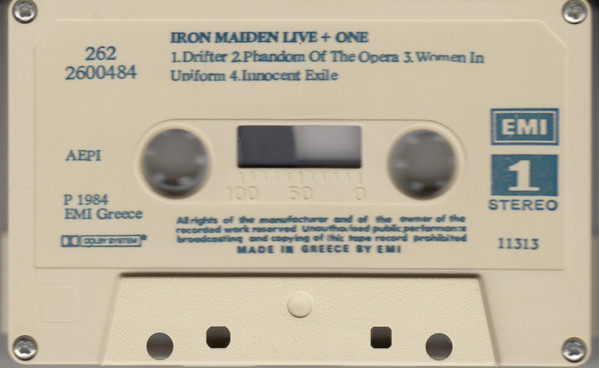 IRON MAIDEN LIVE + ONE
262
2600484
1.Drifter 2.Phandom Of The Opera 3.Women In
Uniform 4.Innocent Exile
EMI
AEPI
1
STEREO
100 50 0
P 1984
EMI Greece
All rights of the manufacturer and of the owner of the
recorded work reserved Unauthorised public performance
broadcasting and copying of this tape record prohibited
MADE IN GREECE BY EMI
DOLBY SYSTEM
11313